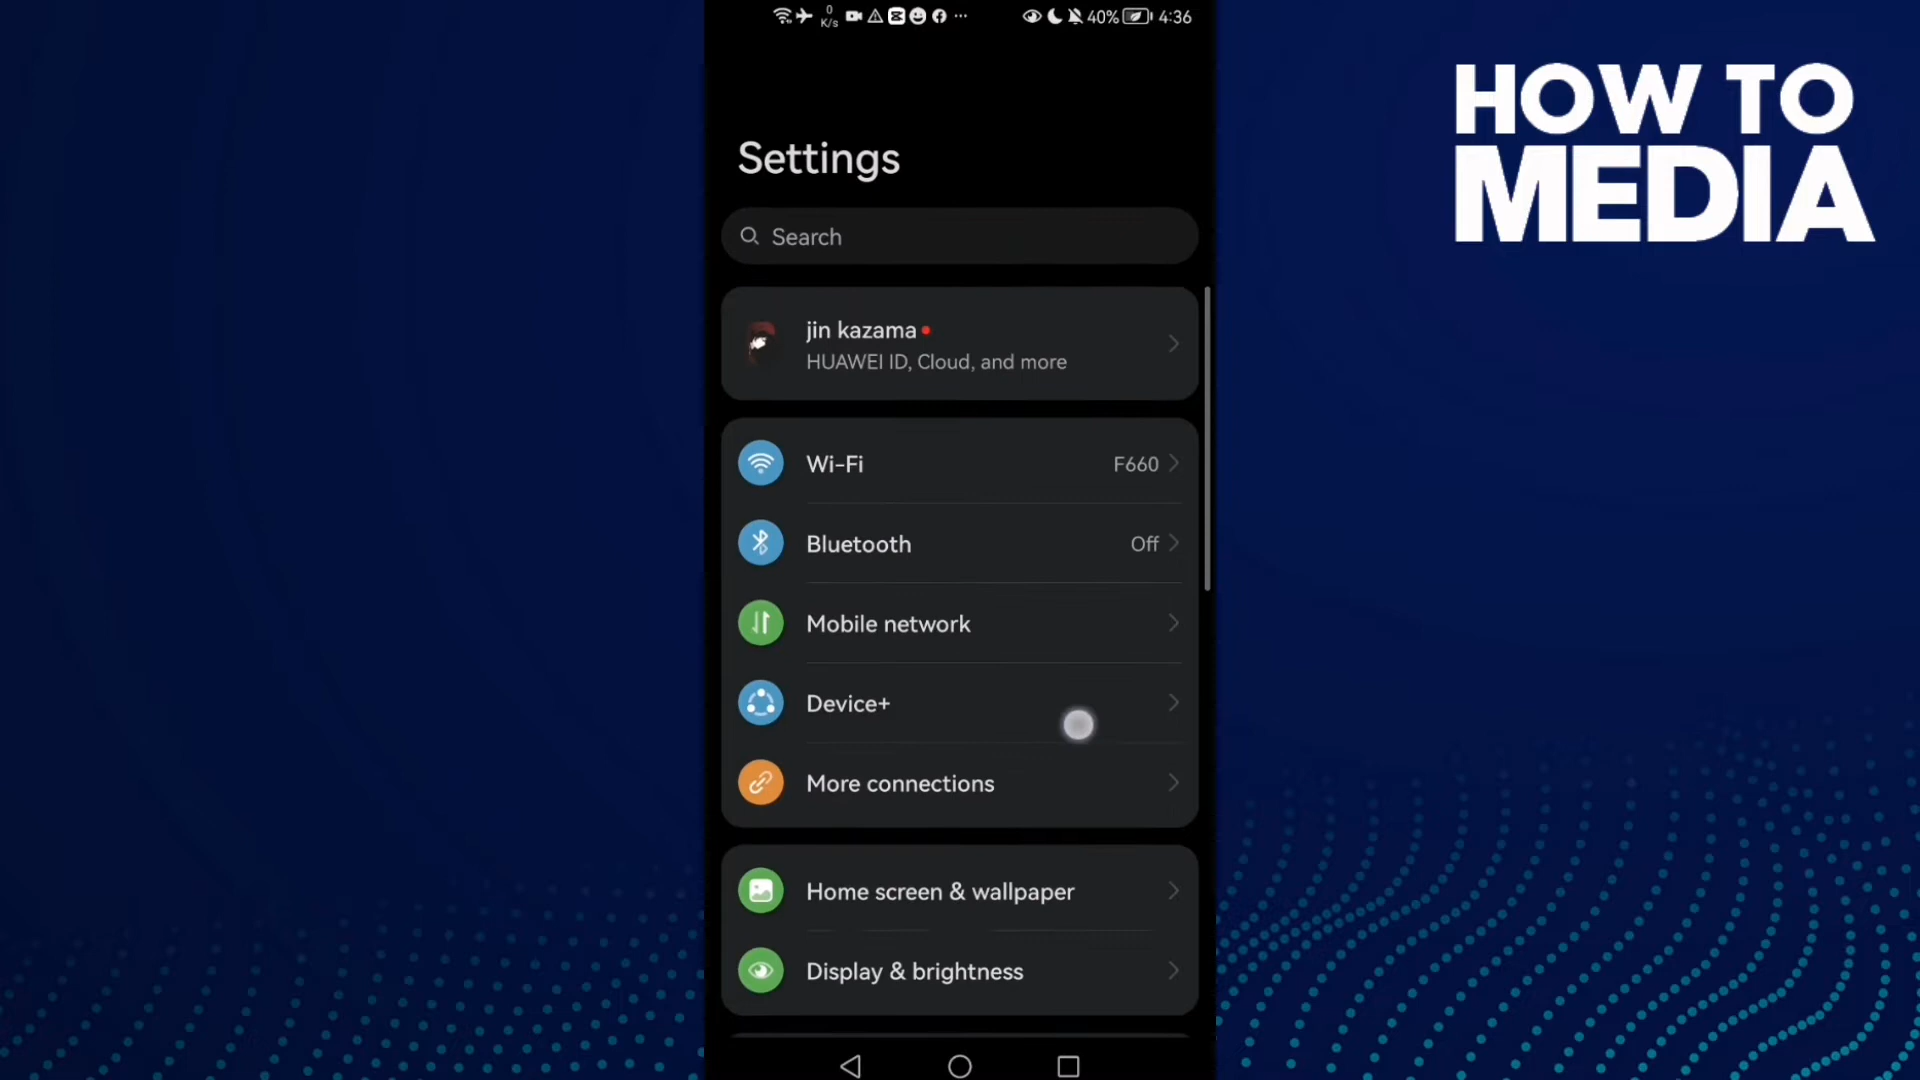 0
K/s
40%
4:36
HOW TO
MEDIA
Settings
Search
jin kazama
HUAWEI ID, Cloud, and more
Wi-Fi
F660
Bluetooth
Off
Mobile network
Device+
More connections
Home screen & wallpaper
Display & brightness